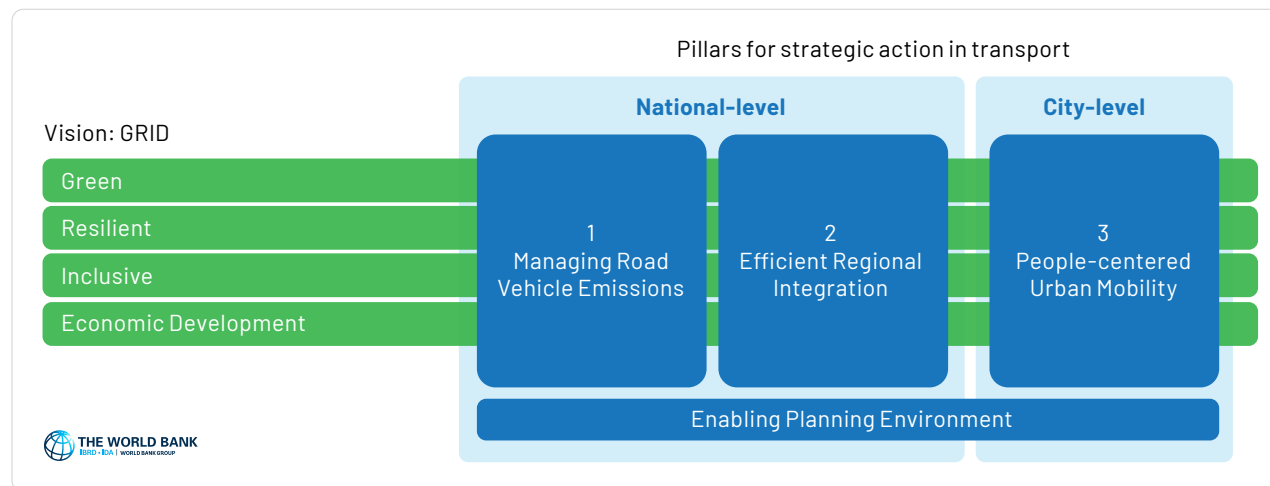 Pillars for strategic action in transport
National-level
City-level
Vision: GRID
Green
Resilient
Inclusive
Economic Development
1
Managing Road
Vehicle Emissions
2
Efficient Regional
Integration
3
People-centered
Urban Mobility
Enabling Planning Environment
THE WORLD BANK
IBRD • IDA | WORLD BANK GROUP